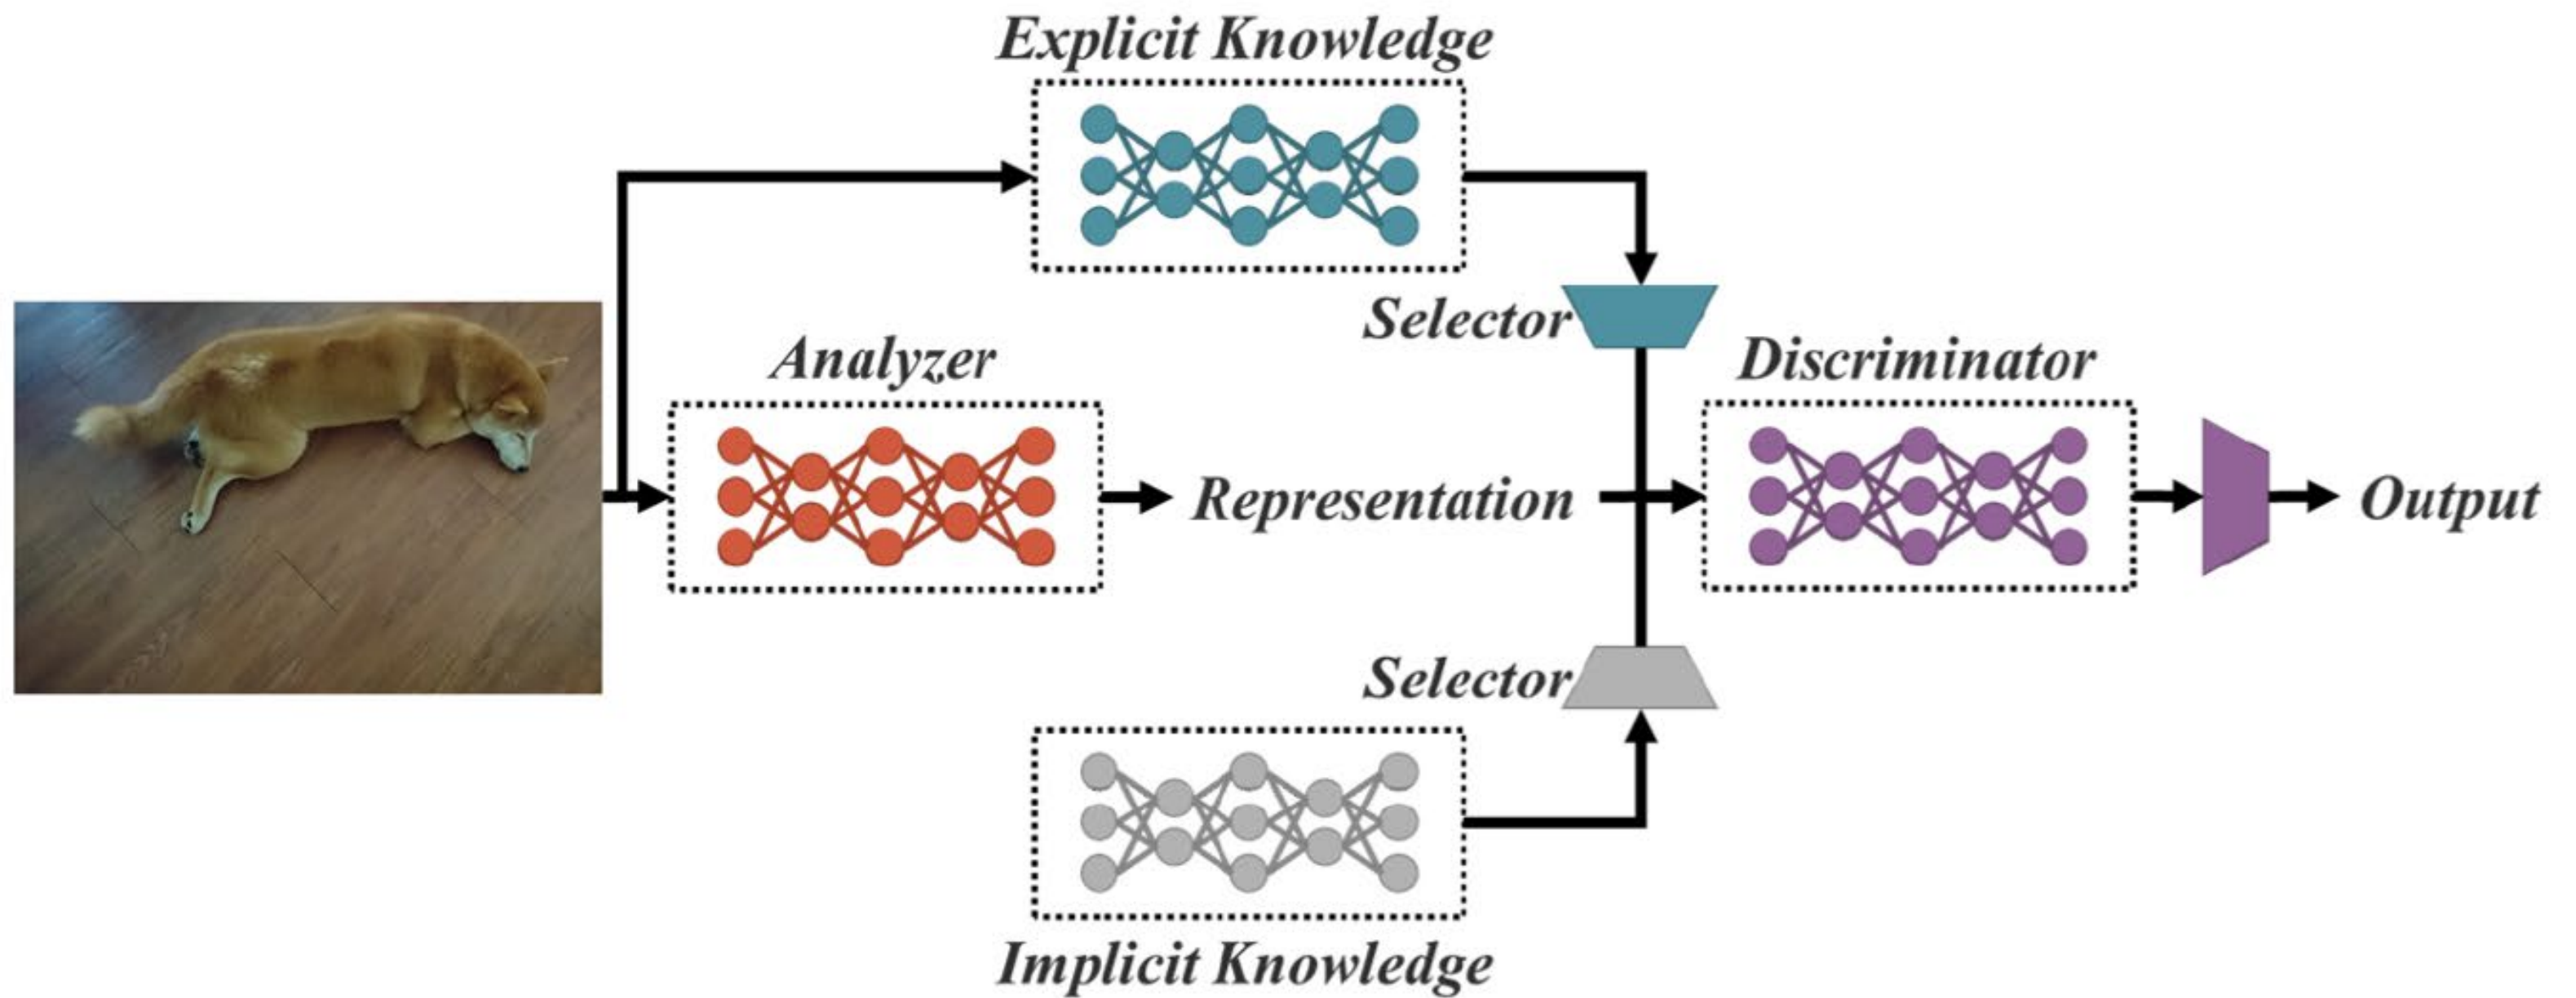 Explicit Knowledge
Selector
Analyzer
Discriminator
Representation
Output
Selector
Implicit Knowledge